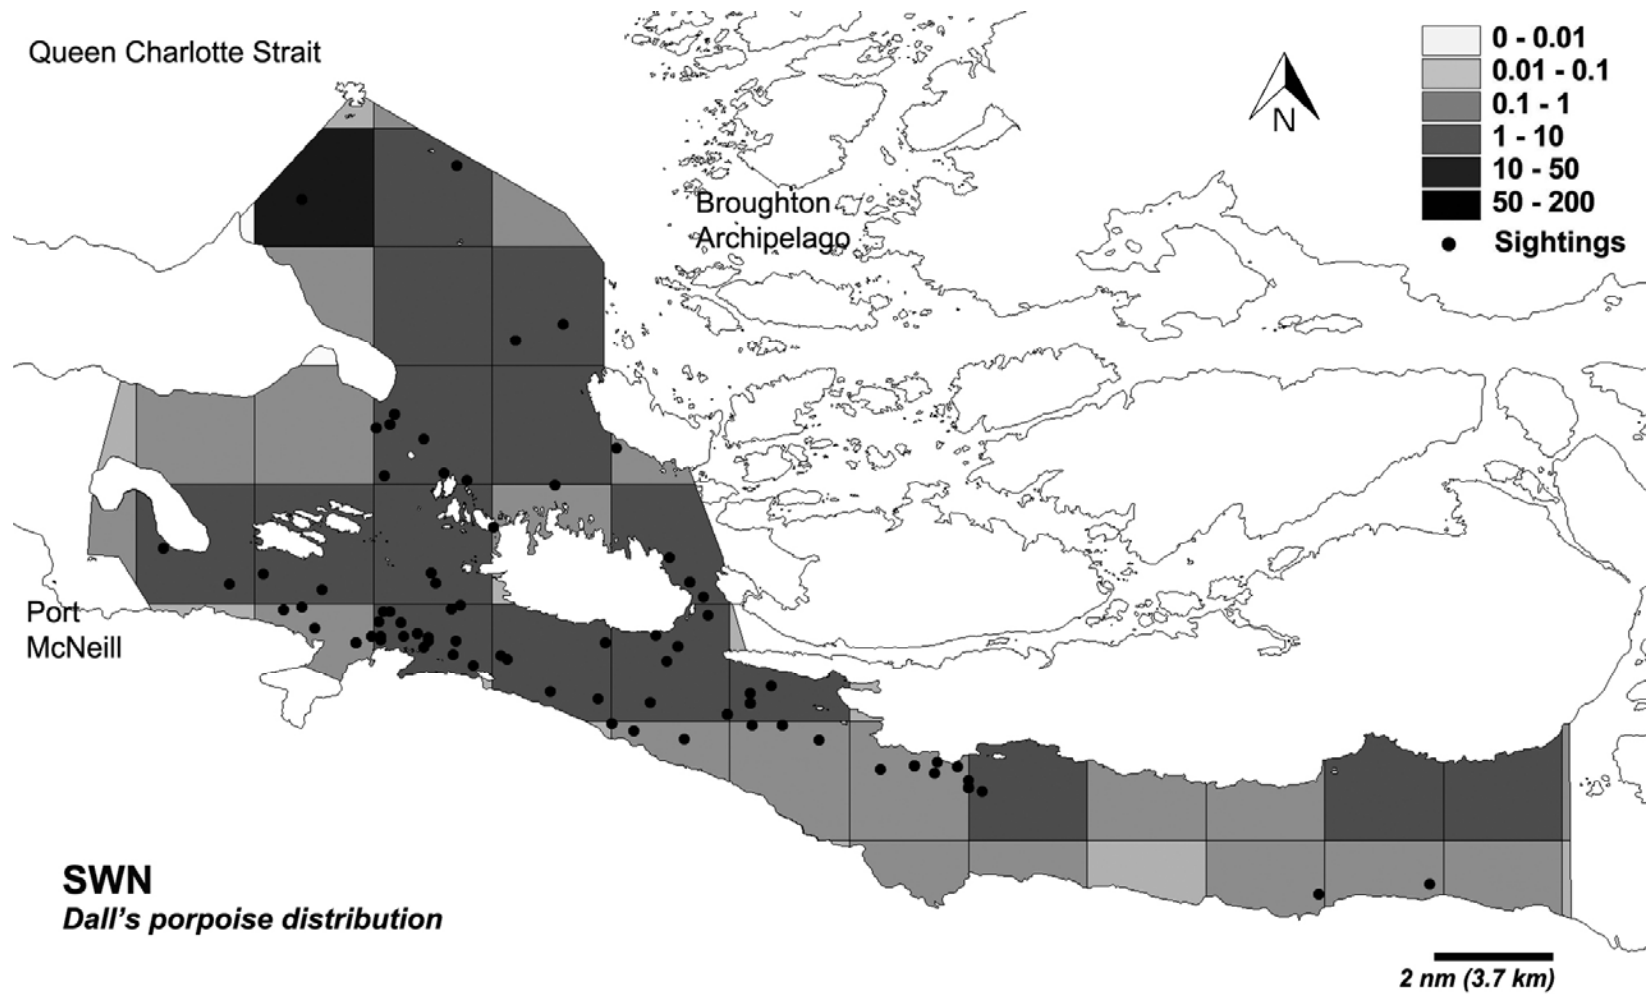 Queen Charlotte Strait
0 - 0.01
0.01 - 0.1
0.1 - 1
1 - 10
10 - 50
50 - 200
Sightings
N
Broughton
Archipelago
Port
McNeill
SWN
Dall's porpoise distribution
2 nm (3.7 km)